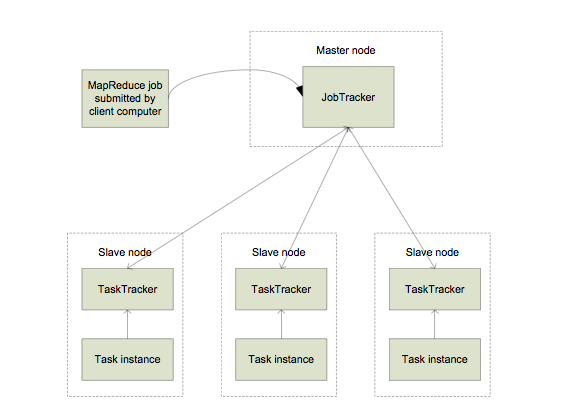 Master node
MapReduce job
submitted by
client computer
JobTracker
Slave node
Slave node
Slave node
TaskTracker
TaskTracker
TaskTracker
Task instance
Task instance
Task instance